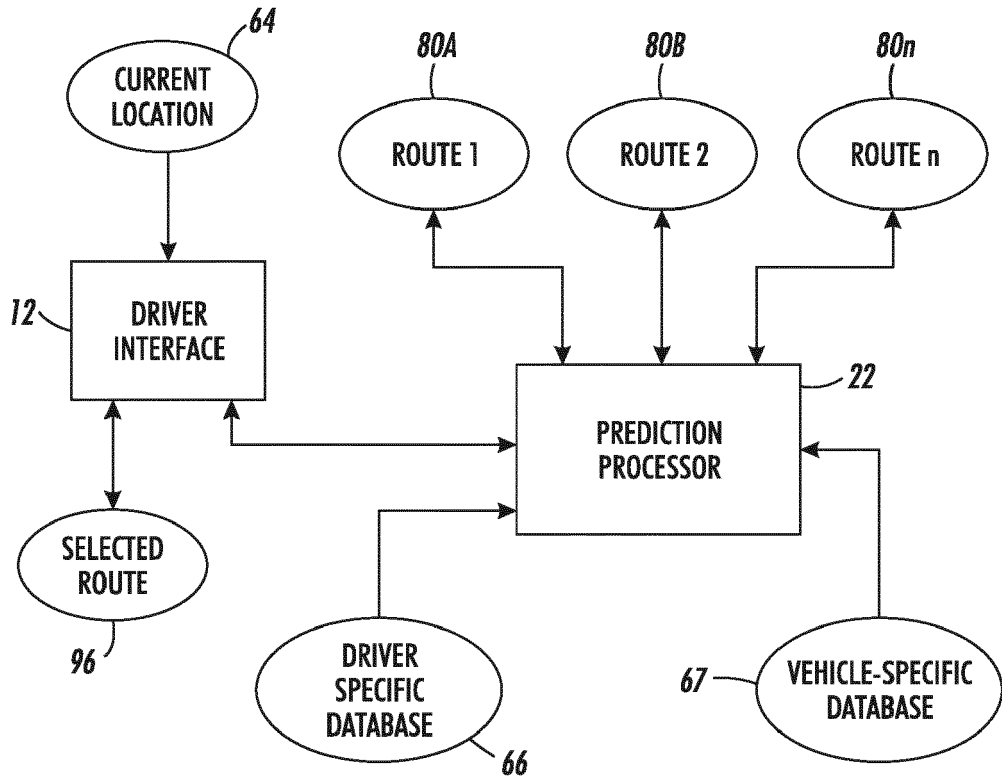 64
80A
80B
80n
CURRENT
LOCATION
ROUTE 1
ROUTE 2
ROUTE n
12
DRIVER
INTERFACE
22
PREDICTION
PROCESSOR
SELECTED
ROUTE
96
DRIVER
SPECIFIC
DATABASE
66
67
VEHICLE-SPECIFIC
DATABASE